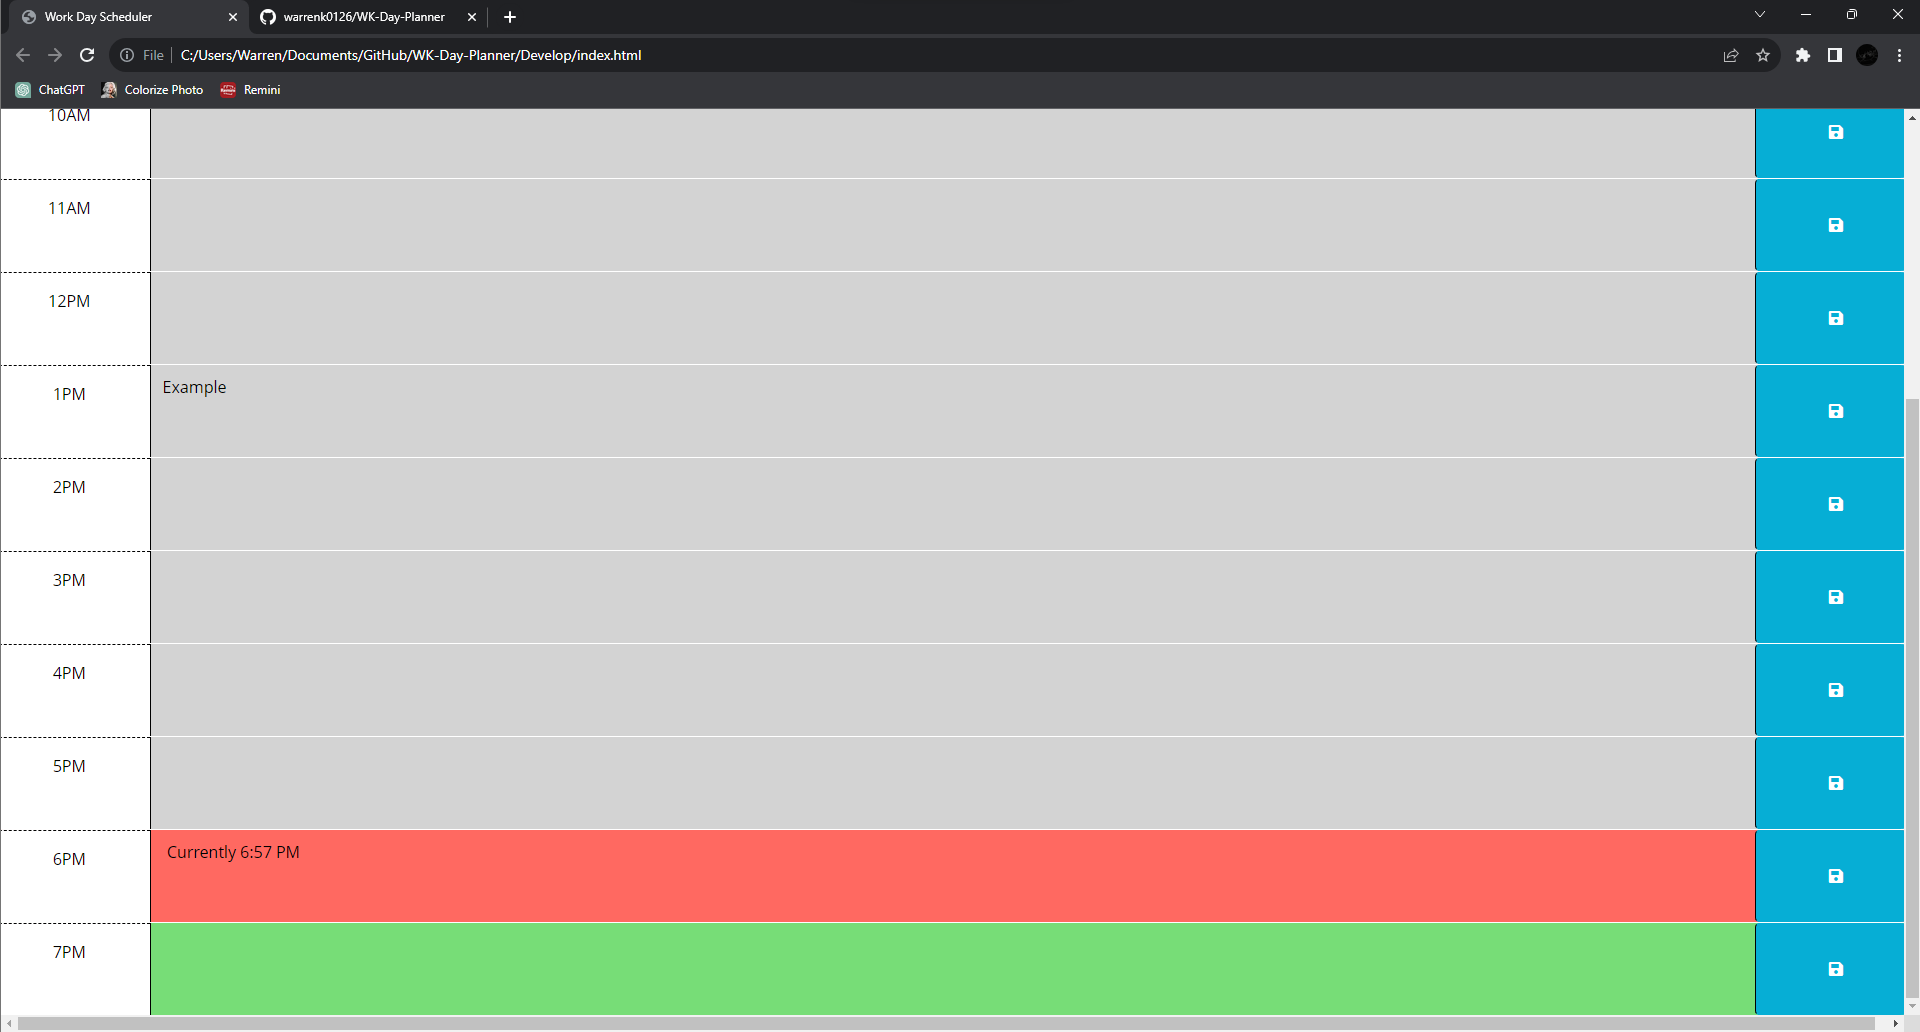 Work Day Scheduler
warrenk0126/WK-Day-Planner
File
C:/Users/Warren/Documents/GitHub/WK-Day-Planner/Develop/index.html
ChatGPT
Colorize Photo
Remini
10AM
11AM
12PM
1PM
Example
2PM
3PM
4PM
5PM
6PM
Currently 6:57 PM
7PM